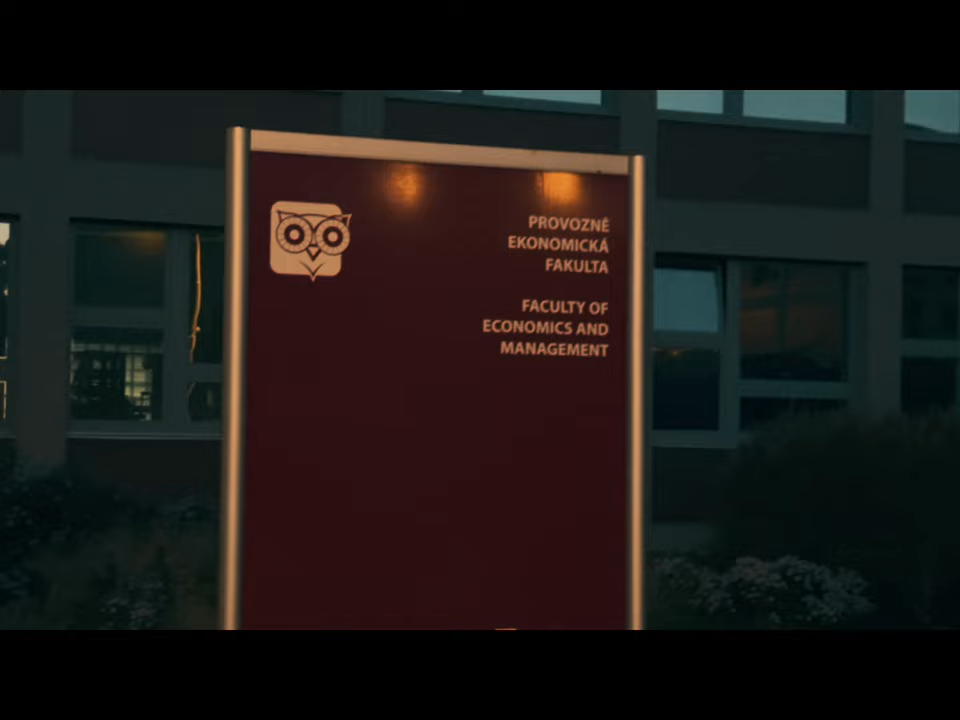 PROVOZNĚ
EKONOMICKÁ
FAKULTA
FACULTY OF
ECONOMICS AND
MANAGEMENT